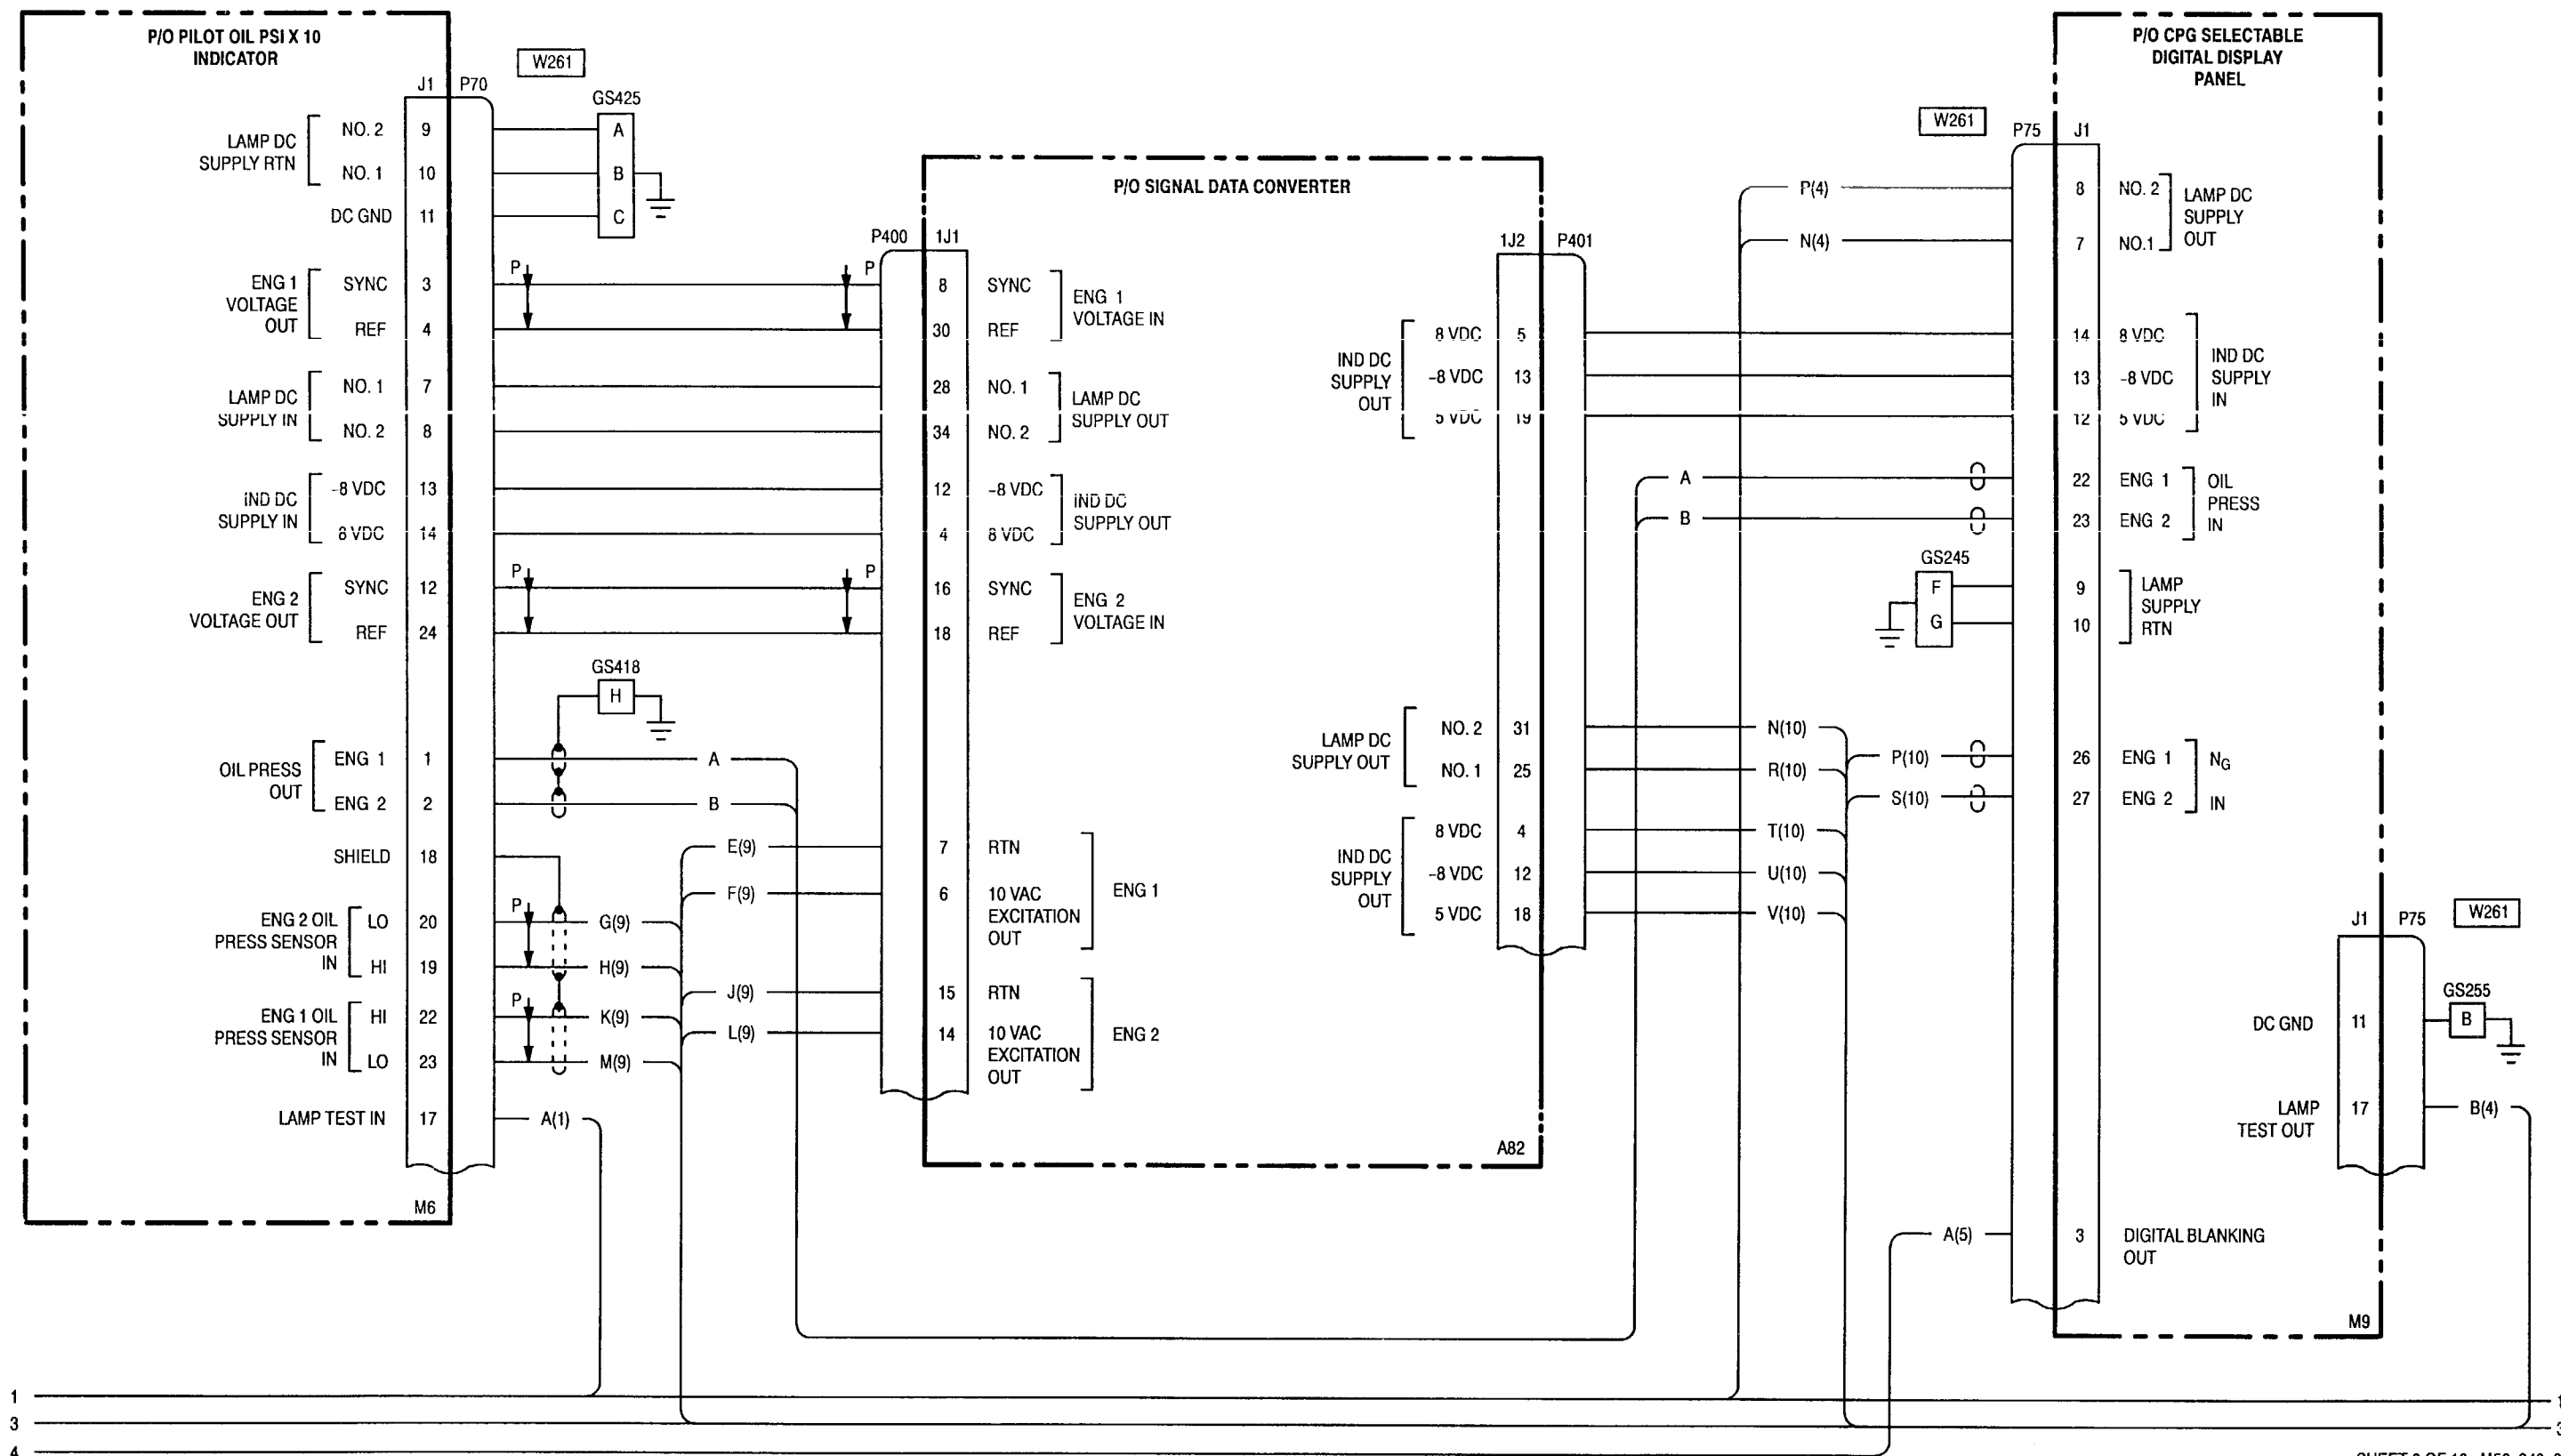 P/O PILOT OIL PSI X 10
INDICATOR
W261
J1 P70
GS425
LAMP DC
SUPPLY RTN
NO. 2 9 A
NO. 1 10 B
DC GND 11 C
ENG 1
VOLTAGE
OUT
SYNC 3 P P
REF 4
LAMP DC
SUPPLY IN
NO. 1 7
NO. 2 8
IND DC
SUPPLY IN
-8 VDC 13
8 VDC 14
ENG 2
VOLTAGE OUT
SYNC 12 P P
REF 24
GS418
H
OIL PRESS
OUT
ENG 1 1 A
ENG 2 2 B
SHIELD 18
ENG 2 OIL
PRESS SENSOR
IN
LO 20 P G(9)
HI 19 H(9)
ENG 1 OIL
PRESS SENSOR
IN
HI 22 P K(9)
LO 23 M(9)
LAMP TEST IN 17 A(1)
M6
P/O SIGNAL DATA CONVERTER
P400 1J1
8 SYNC
30 REF
ENG 1
VOLTAGE IN
28 NO. 1
34 NO. 2
LAMP DC
SUPPLY OUT
12 -8 VDC
4 8 VDC
IND DC
SUPPLY OUT
16 SYNC
18 REF
ENG 2
VOLTAGE IN
E(9) 7 RTN
F(9) 6 10 VAC
EXCITATION
OUT
ENG 1
J(9) 15 RTN
L(9) 14 10 VAC
EXCITATION
OUT
ENG 2
1J2 P401
IND DC
SUPPLY
OUT
8 VDC 5
-8 VDC 13
5 VDC 19
LAMP DC
SUPPLY OUT
NO. 2 31 N(10)
NO. 1 25 R(10)
IND DC
SUPPLY
OUT
8 VDC 4 T(10)
-8 VDC 12 U(10)
5 VDC 18 V(10)
A82
P/O CPG SELECTABLE
DIGITAL DISPLAY
PANEL
W261
P75 J1
P(4) 8 NO. 2
N(4) 7 NO.1
LAMP DC
SUPPLY
OUT
14 8 VDC
13 -8 VDC
12 5 VDC
IND DC
SUPPLY
IN
A 22 ENG 1
B 23 ENG 2
OIL
PRESS
IN
GS245
F 9
G 10
LAMP
SUPPLY
RTN
P(10) 26 ENG 1
S(10) 27 ENG 2
NG
IN
J1 P75
W261
GS255
DC GND 11 B
LAMP
TEST OUT
17 B(4)
A(5) 3 DIGITAL BLANKING
OUT
M9
1 1
3 3
4